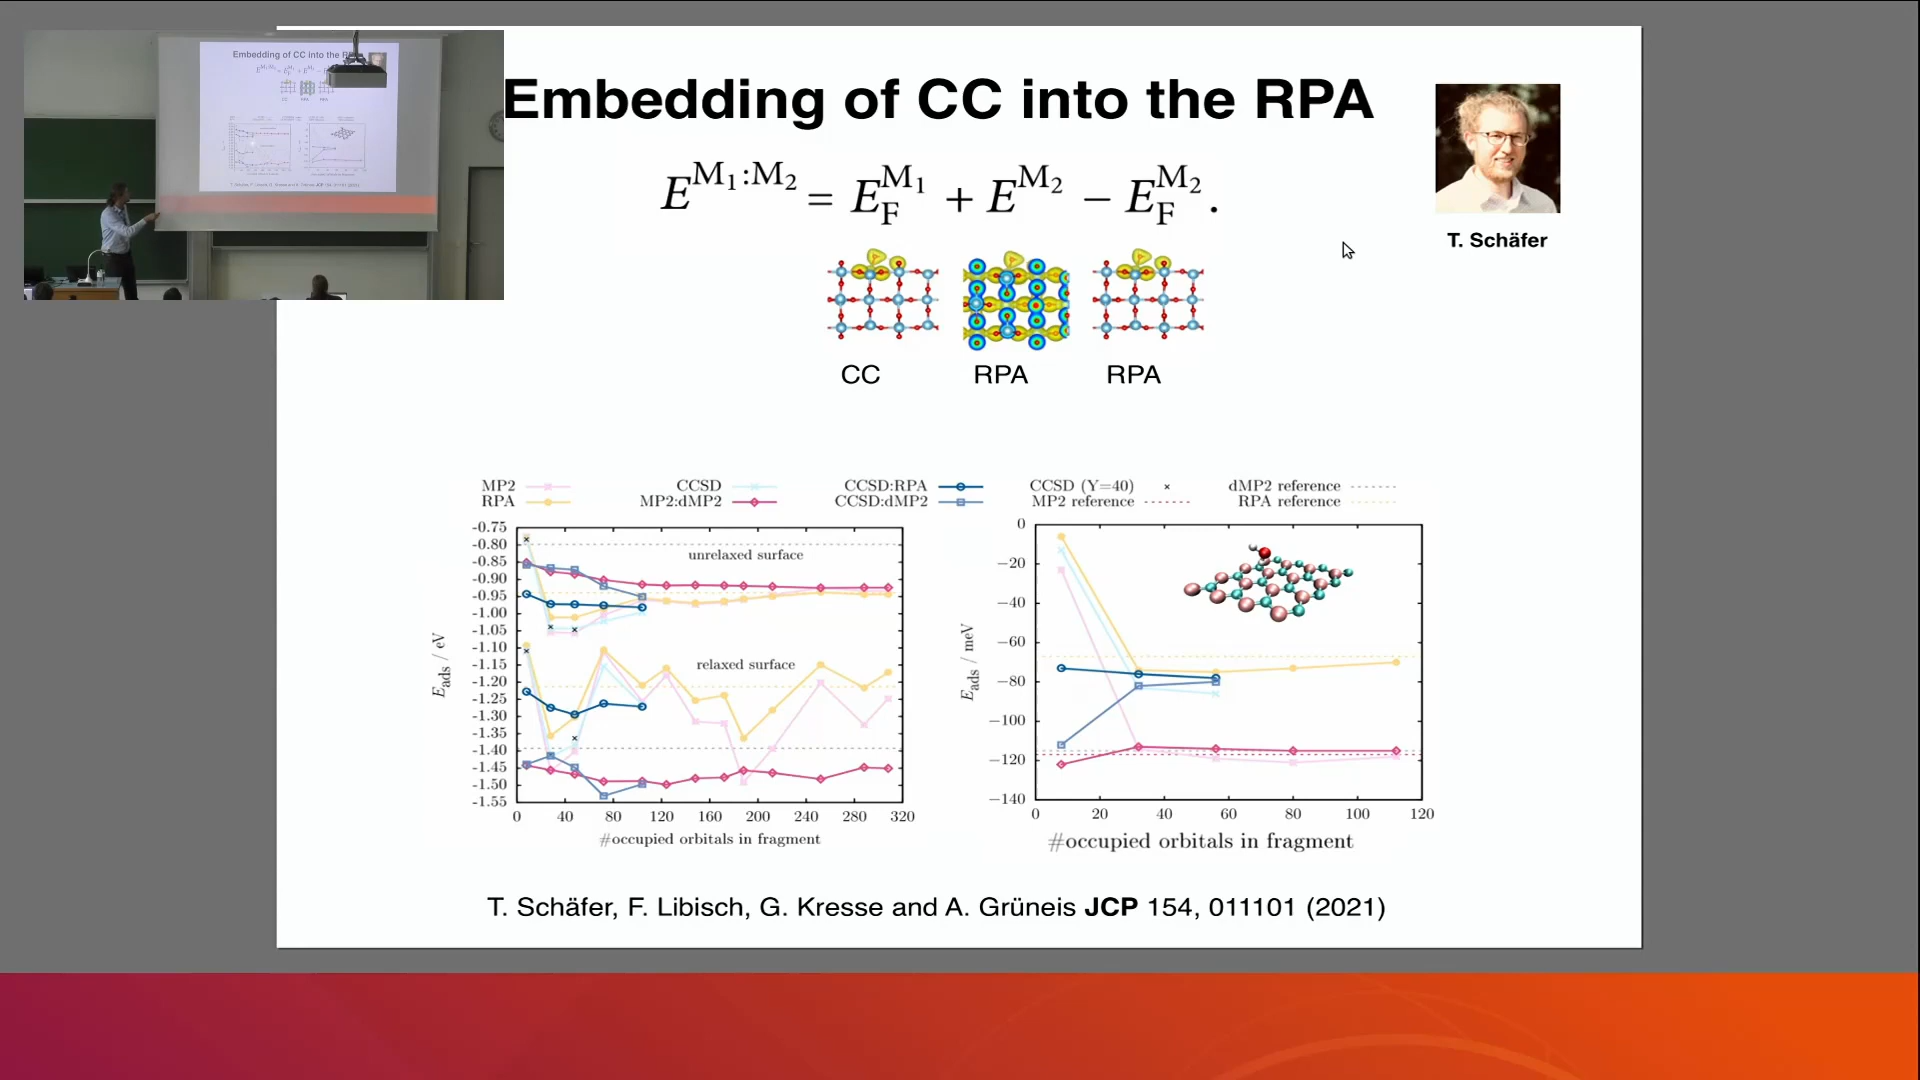 Embedding of CC into the RPA
E^{M1:M2} = E_F^{M1} + E^{M2} − E_F^{M2}.
T. Schäfer
CC RPA RPA
MP2 CCSD CCSD:RPA CCSD (Y=40) dMP2 reference
RPA MP2:dMP2 CCSD:dMP2 MP2 reference RPA reference
-0.75
-0.80
-0.85
-0.90
-0.95
-1.00
-1.05
-1.10
-1.15
-1.20
-1.25
-1.30
-1.35
-1.40
-1.45
-1.50
-1.55
E_ads / eV
unrelaxed surface
relaxed surface
0 40 80 120 160 200 240 280 320
#occupied orbitals in fragment
0
−20
−40
−60
−80
−100
−120
−140
E_ads / meV
0 20 40 60 80 100 120
#occupied orbitals in fragment
T. Schäfer, F. Libisch, G. Kresse and A. Grüneis JCP 154, 011101 (2021)
Embedding of CC into the R